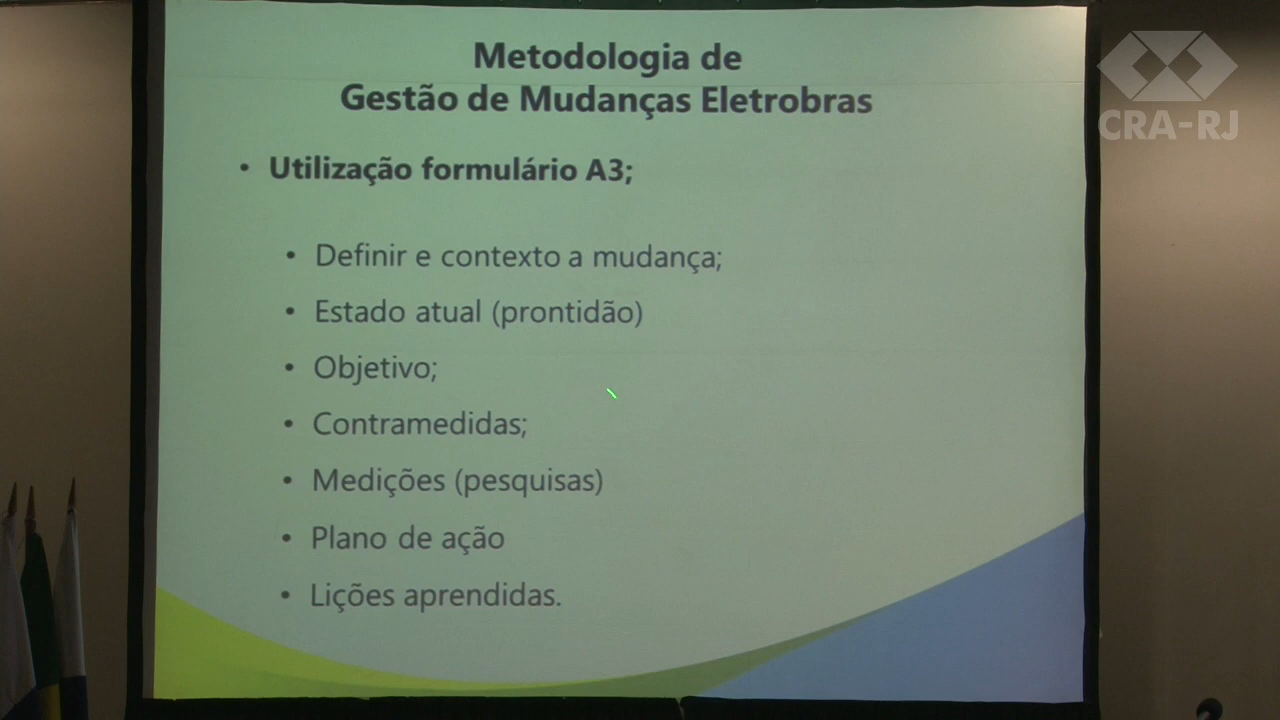 Metodologia de
Gestão de Mudanças Eletrobras
CRA-RJ
• Utilização formulário A3;
• Definir e contexto a mudança;
• Estado atual (prontidão)
• Objetivo;
• Contramedidas;
• Medições (pesquisas)
• Plano de ação
• Lições aprendidas.